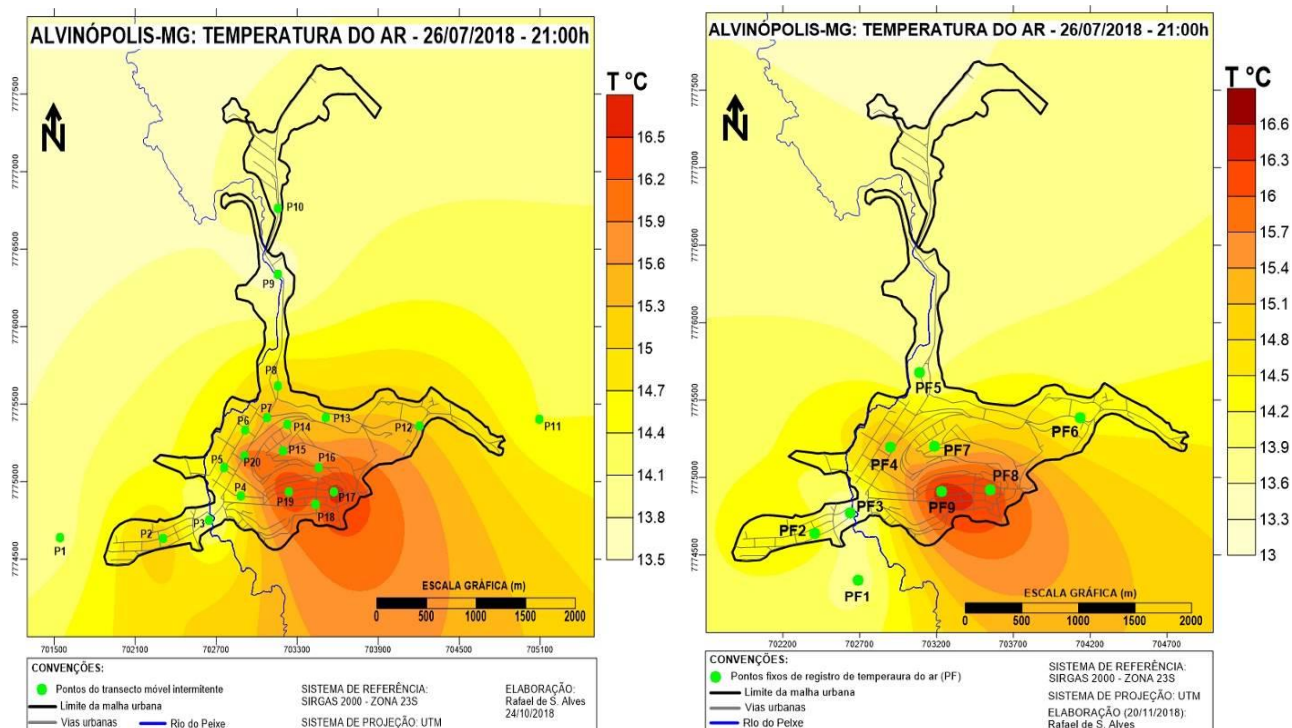 ALVINÓPOLIS-MG: TEMPERATURA DO AR - 26/07/2018 - 21:00h
T °C
N
7777500
7777000
7776500
7776000
7775500
7775000
7774500
P10
P9
P8
P7
P13
P6
P14
P12
P11
P15
P20
P5
P16
P4
P19
P17
P18
P3
P2
P1
16.5
16.2
15.9
15.6
15.3
15
14.7
14.4
14.1
13.8
13.5
ESCALA GRÁFICA (m)
0 500 1000 1500 2000
701500 702100 702700 703300 703900 704500 705100
CONVENÇÕES:
Pontos do transecto móvel intermitente
Limite da malha urbana
Vias urbanas
Rio do Peixe
SISTEMA DE REFERÊNCIA:
SIRGAS 2000 - ZONA 23S
SISTEMA DE PROJEÇÃO: UTM
ELABORAÇÃO:
Rafael de S. Alves
24/10/2018
ALVINÓPOLIS-MG: TEMPERATURA DO AR - 26/07/2018 - 21:00h
T °C
N
7777500
7777000
7776500
7776000
7775500
7775000
7774500
PF5
PF6
PF4
PF7
PF8
PF9
PF3
PF2
PF1
16.6
16.3
16
15.7
15.4
15.1
14.8
14.5
14.2
13.9
13.6
13.3
13
ESCALA GRÁFICA (m)
0 500 1000 1500 2000
702200 702700 703200 703700 704200 704700
CONVENÇÕES:
Pontos fixos de registro de temperaura do ar (PF)
Limite da malha urbana
Vias urbanas
Rio do Peixe
SISTEMA DE REFERÊNCIA:
SIRGAS 2000 - ZONA 23S
SISTEMA DE PROJEÇÃO: UTM
ELABORAÇÃO (20/11/2018):
Rafael de S. Alves